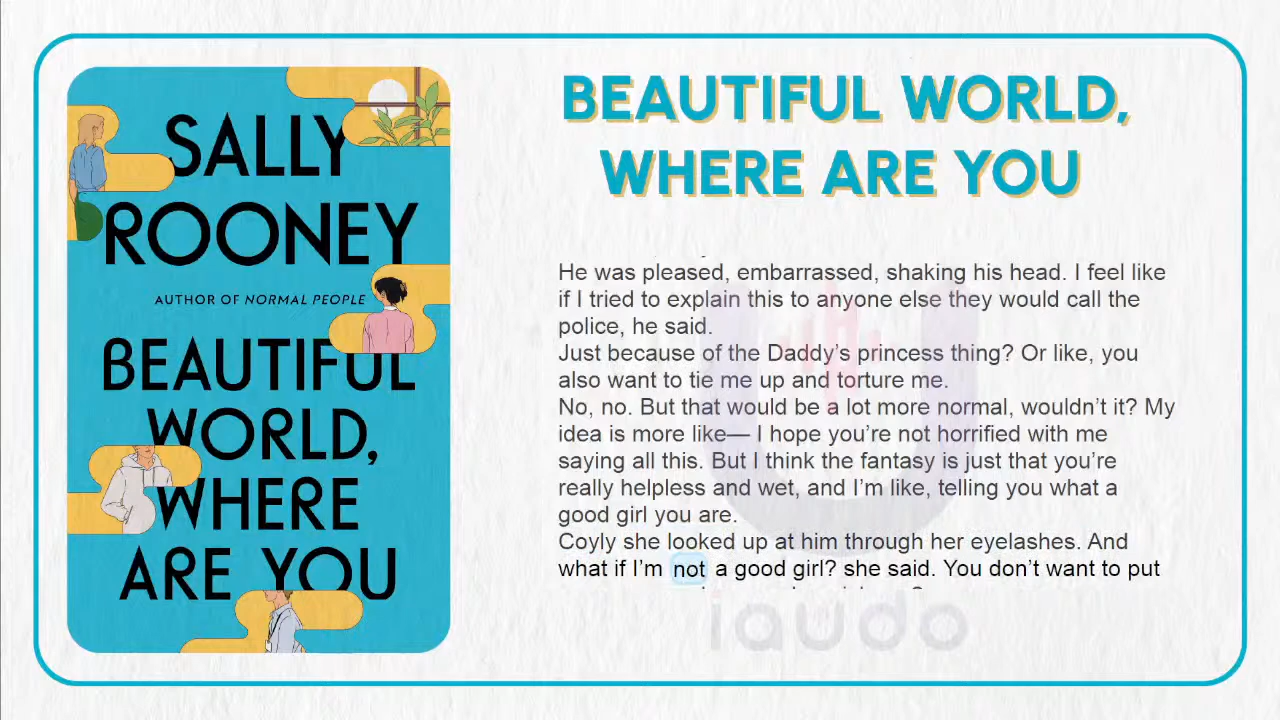 SALLY
ROONEY
AUTHOR OF NORMAL PEOPLE
BEAUTIFUL
WORLD,
WHERE
ARE YOU
BEAUTIFUL WORLD,
WHERE ARE YOU
He was pleased, embarrassed, shaking his head. I feel like
if I tried to explain this to anyone else they would call the
police, he said.
Just because of the Daddy’s princess thing? Or like, you
also want to tie me up and torture me.
No, no. But that would be a lot more normal, wouldn’t it? My
idea is more like— I hope you’re not horrified with me
saying all this. But I think the fantasy is just that you’re
really helpless and wet, and I’m like, telling you what a
good girl you are.
Coyly she looked up at him through her eyelashes. And
what if I’m not a good girl? she said. You don’t want to put
iaudo